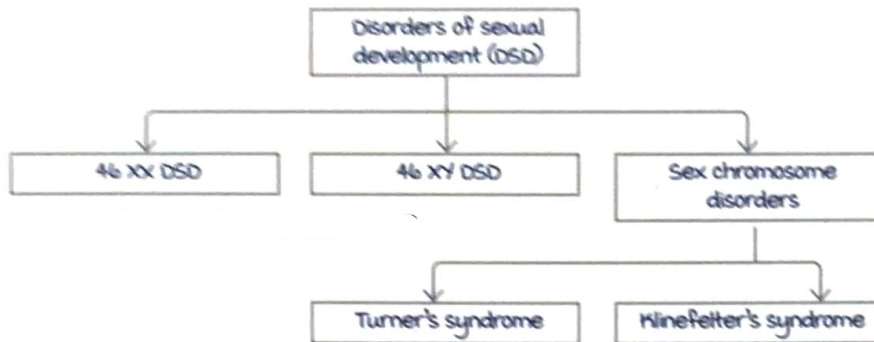 Disorders of sexual
development (DSD)
46 XX DSD
46 XY DSD
Sex chromosome
disorders
Turner's syndrome
Klinefelter's syndrome